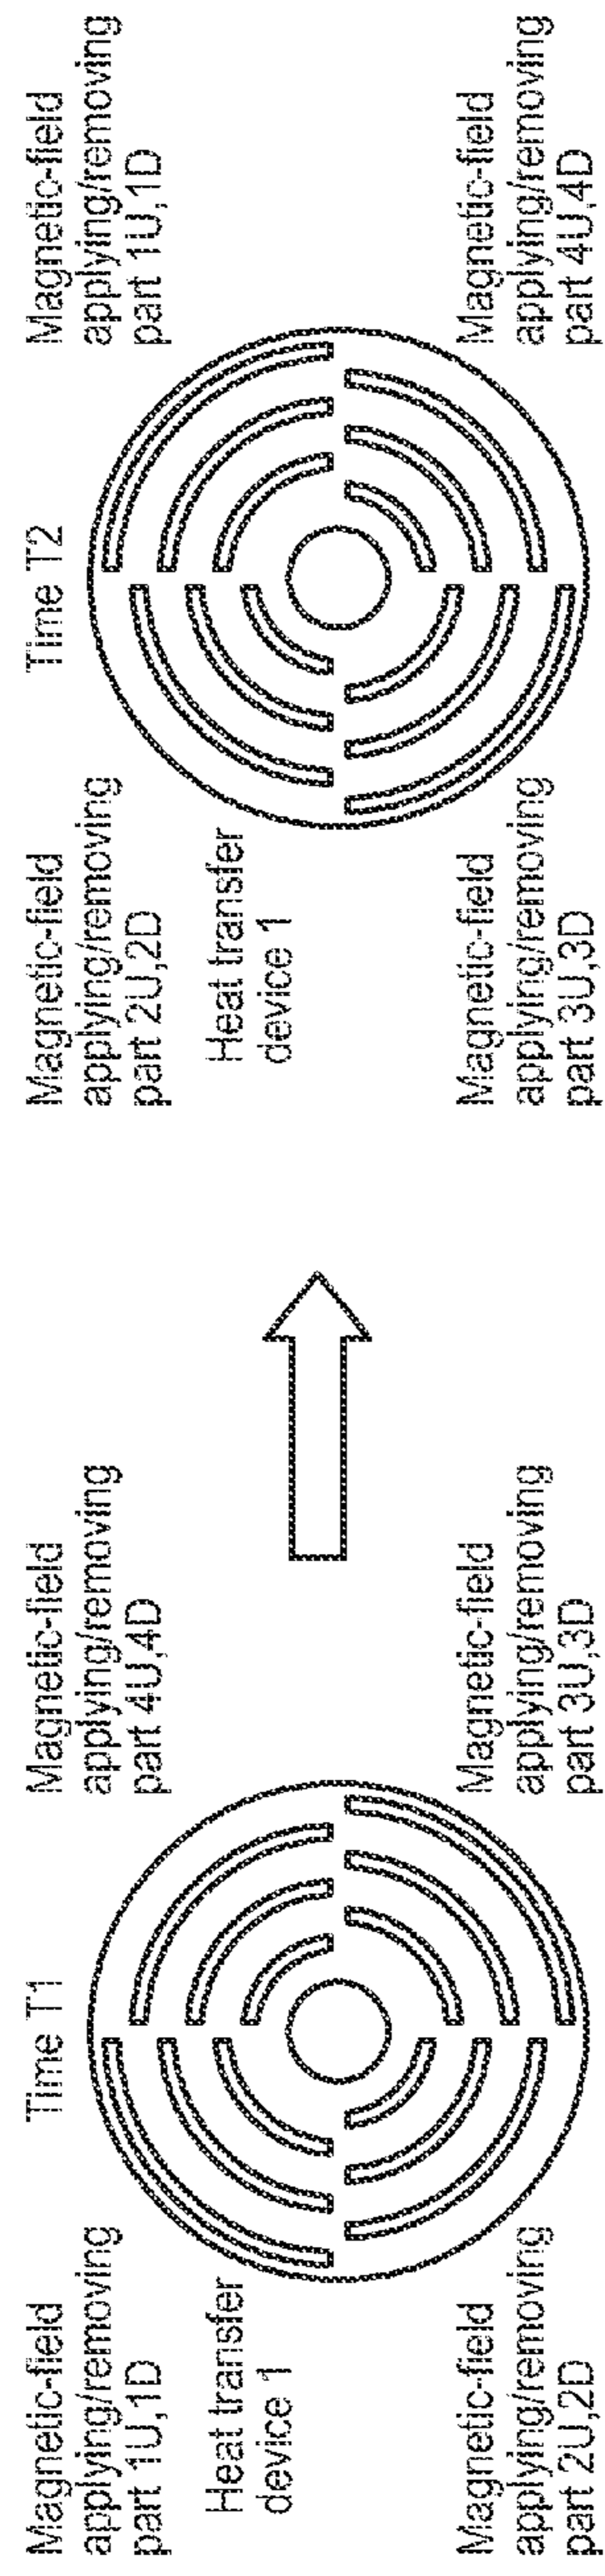 Time T1
Magnetic-field
applying/removing
part 1U,1D
Magnetic-field
applying/removing
part 4U,4D
Heat transfer
device 1
Magnetic-field
applying/removing
part 2U,2D
Magnetic-field
applying/removing
part 3U,3D
Time T2
Magnetic-field
applying/removing
part 2U,2D
Magnetic-field
applying/removing
part 1U,1D
Heat transfer
device 1
Magnetic-field
applying/removing
part 3U,3D
Magnetic-field
applying/removing
part 4U,4D